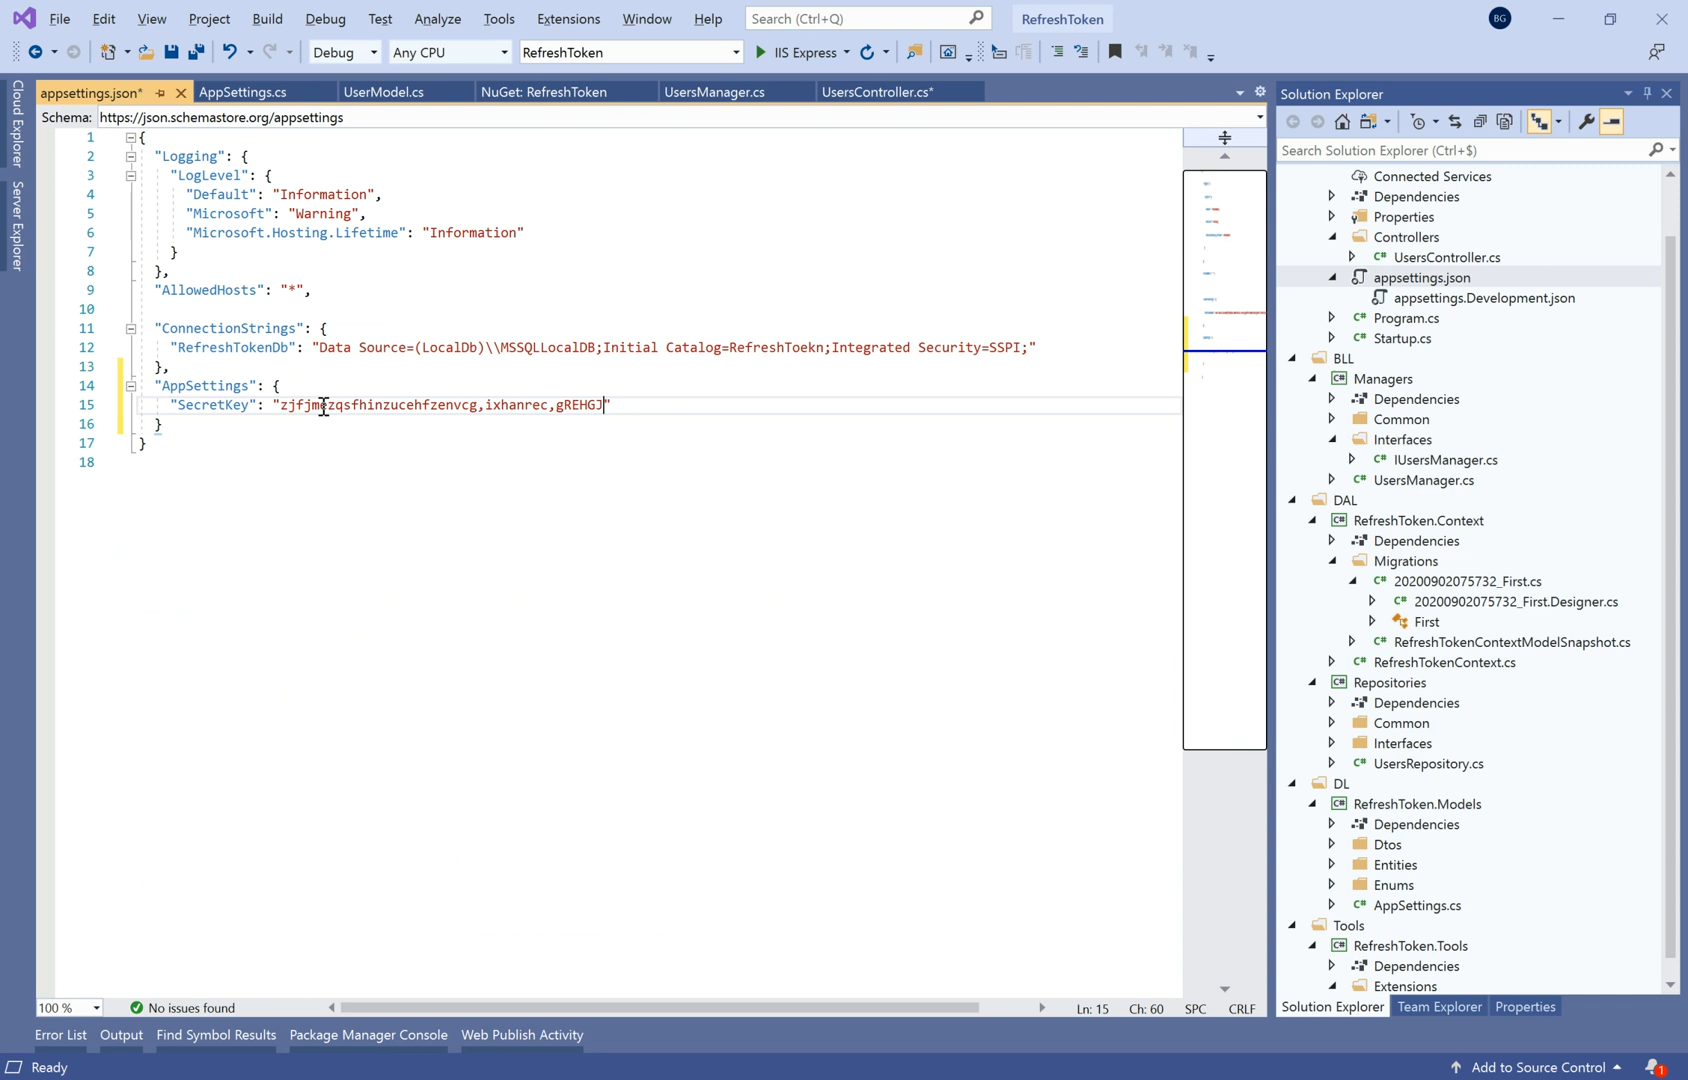 File Edit View Project Build Debug Test Analyze Tools Extensions Window Help Search (Ctrl+Q) RefreshToken BG
Debug Any CPU RefreshToken IIS Express
appsettings.json* AppSettings.cs UserModel.cs NuGet: RefreshToken UsersManager.cs UsersController.cs*
Schema: https://json.schemastore.org/appsettings
Cloud Explorer
Server Explorer
1 {
2 "Logging": {
3 "LogLevel": {
4 "Default": "Information",
5 "Microsoft": "Warning",
6 "Microsoft.Hosting.Lifetime": "Information"
7 }
8 },
9 "AllowedHosts": "*",
10
11 "ConnectionStrings": {
12 "RefreshTokenDb": "Data Source=(LocalDb)\\MSSQLLocalDB;Initial Catalog=RefreshToekn;Integrated Security=SSPI;"
13 },
14 "AppSettings": {
15 "SecretKey": "zjfjmezqsfhinzucehfzenvcg,ixhanrec,gREHGJ"
16 }
17 }
18
100 % No issues found Ln: 15 Ch: 60 SPC CRLF
Solution Explorer
Search Solution Explorer (Ctrl+$)
Connected Services
Dependencies
Properties
Controllers
C# UsersController.cs
appsettings.json
appsettings.Development.json
C# Program.cs
C# Startup.cs
BLL
C# Managers
Dependencies
Common
Interfaces
C# IUsersManager.cs
C# UsersManager.cs
DAL
C# RefreshToken.Context
Dependencies
Migrations
C# 20200902075732_First.cs
C# 20200902075732_First.Designer.cs
First
C# RefreshTokenContextModelSnapshot.cs
C# RefreshTokenContext.cs
C# Repositories
Dependencies
Common
Interfaces
C# UsersRepository.cs
DL
C# RefreshToken.Models
Dependencies
Dtos
Entities
Enums
C# AppSettings.cs
Tools
C# RefreshToken.Tools
Dependencies
Extensions
Solution Explorer Team Explorer Properties
Error List Output Find Symbol Results Package Manager Console Web Publish Activity
Ready Add to Source Control 1